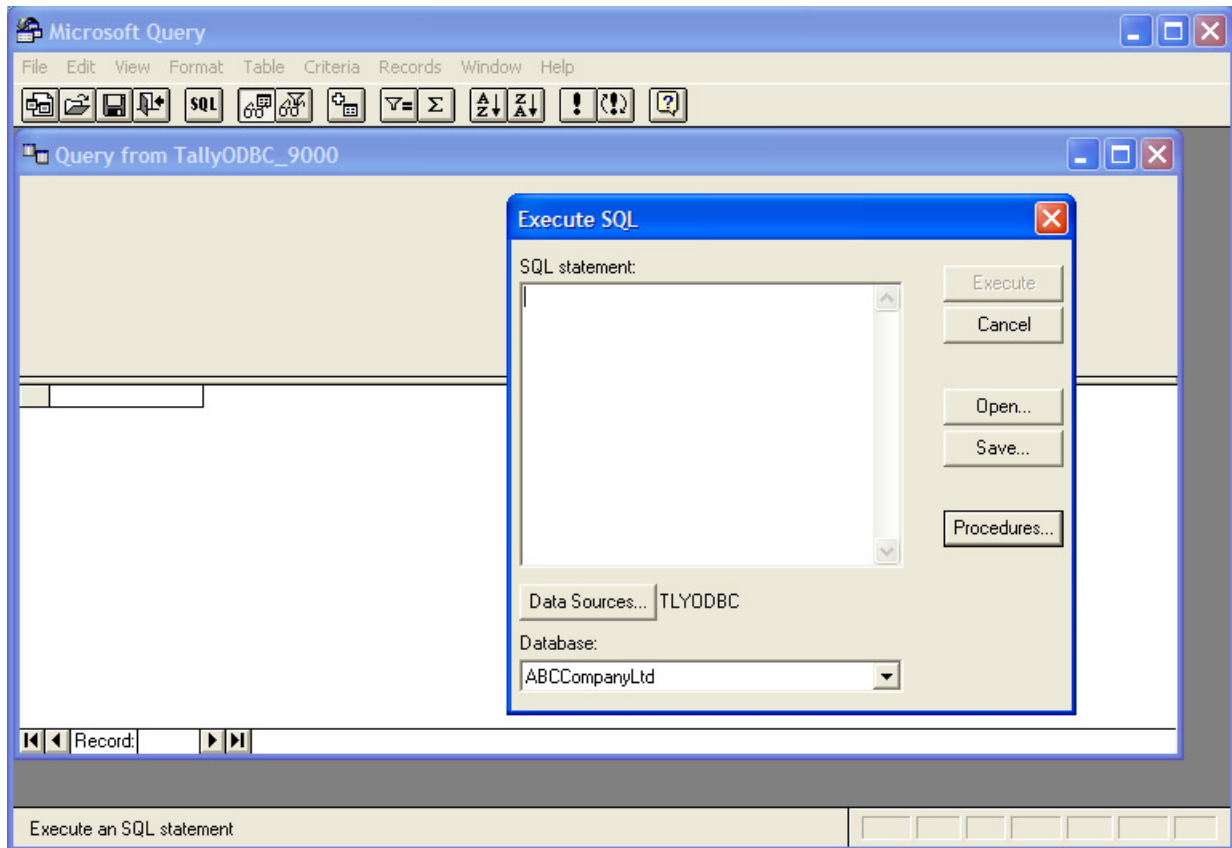 Microsoft Query
File Edit View Format Table Criteria Records Window Help
SQL
Query from TallyODBC_9000
Execute SQL
SQL statement:
Execute
Cancel
Open...
Save...
Procedures...
Data Sources... TLYODBC
Database:
ABCCompanyLtd
Record:
Execute an SQL statement